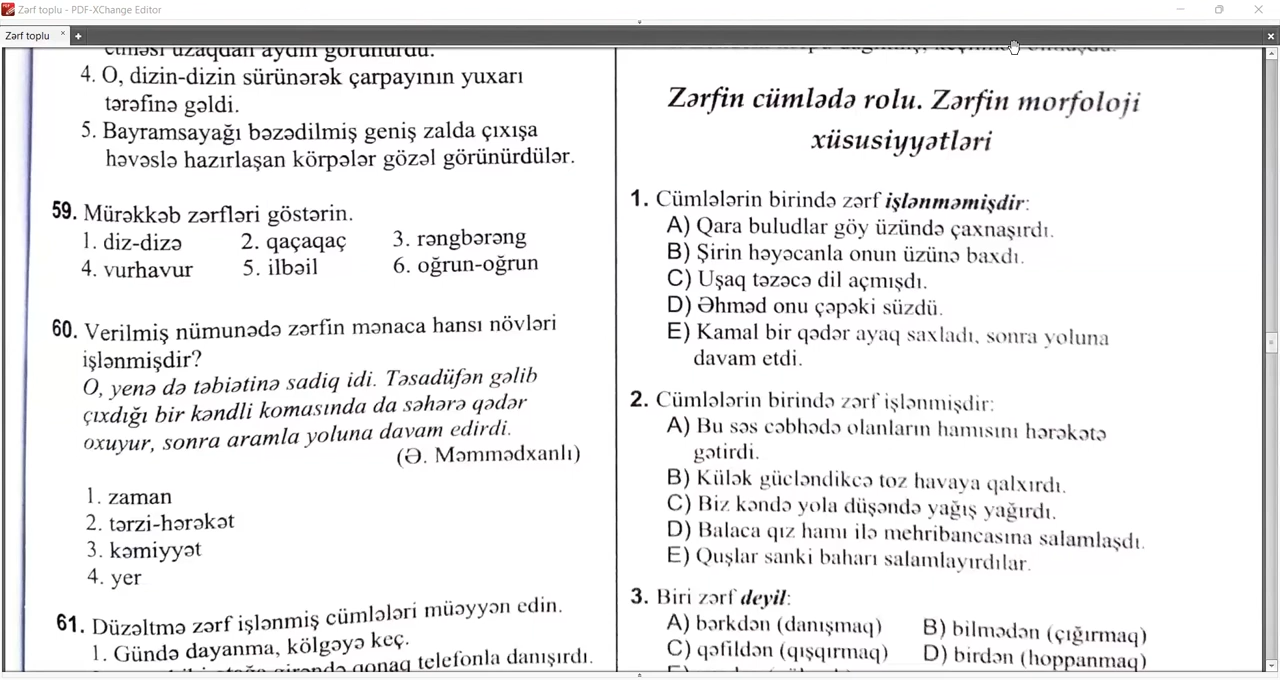 Zərf toplu - PDF-XChange Editor
Zərf toplu
uzaqdan aydın görünürdü.
4. O, dizin-dizin sürünərək çarpayının yuxarı
tərəfinə gəldi.
5. Bayramsayağı bəzədilmiş geniş zalda çıxışa
həvəslə hazırlaşan körpələr gözəl görünürdülər.
59. Mürəkkəb zərfləri göstərin.
1. diz-dizə 2. qaçaqaç 3. rəngbərəng
4. vurhavur 5. ilbəil 6. oğrun-oğrun
60. Verilmiş nümunədə zərfin mənaca hansı növləri
işlənmişdir?
O, yenə də təbiətinə sadiq idi. Təsadüfən gəlib
çıxdığı bir kəndli komasında da səhərə qədər
oxuyur, sonra aramla yoluna davam edirdi.
(Ə. Məmmədxanlı)
1. zaman
2. tərzi-hərəkət
3. kəmiyyət
4. yer
61. Düzəltmə zərf işlənmiş cümlələri müəyyən edin.
1. Gündə dayanma, kölgəyə keç.
qonaq telefonla danışırdı.
Zərfin cümlədə rolu. Zərfin morfoloji
xüsusiyyətləri
1. Cümlələrin birində zərf işlənməmişdir:
A) Qara buludlar göy üzündə çaxnaşırdı.
B) Şirin həyəcanla onun üzünə baxdı.
C) Uşaq təzəcə dil açmışdı.
D) Əhməd onu çəpəki süzdü.
E) Kamal bir qədər ayaq saxladı, sonra yoluna
davam etdi.
2. Cümlələrin birində zərf işlənmişdir:
A) Bu səs cəbhədə olanların hamısını hərəkətə
gətirdi.
B) Külək gücləndikcə toz havaya qalxırdı.
C) Biz kəndə yola düşəndə yağış yağırdı.
D) Balaca qız hamı ilə mehribancasına salamlaşdı.
E) Quşlar sanki baharı salamlayırdılar.
3. Biri zərf deyil:
A) bərkdən (danışmaq) B) bilmədən (çığırmaq)
C) qəfildən (qışqırmaq) D) birdən (hoppanmaq)